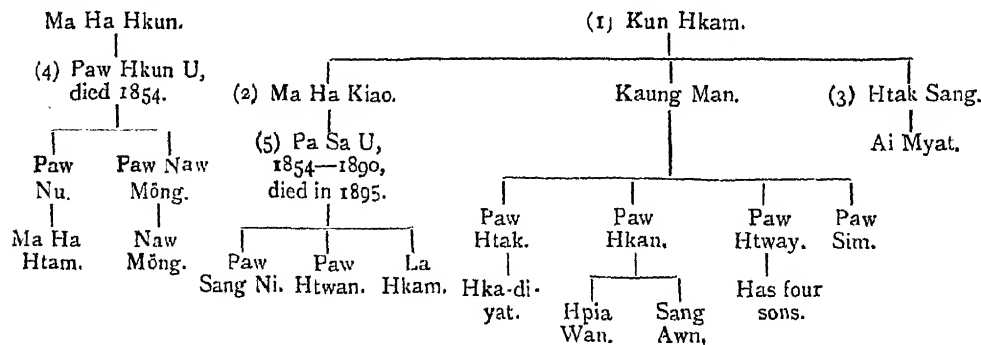 Ma Ha Hkun.
(1) Kun Hkam.
(4) Paw Hkun U,
died 1854.
(2) Ma Ha Kiao.
Kaung Man.
(3) Htak Sang.
(5) Pa Sa U,
1854—1890,
died in 1895.
Ai Myat.
Paw
Nu.
Paw Naw
Möng.
Paw
Htak.
Paw
Hkan.
Paw
Htway.
Paw
Sim.
Ma Ha
Htam.
Naw
Möng.
Paw
Sang Ni.
Paw
Htwan.
La
Hkam.
Hka-di-
yat.
Hpia
Wan.
Sang
Awn,
Has four
sons.